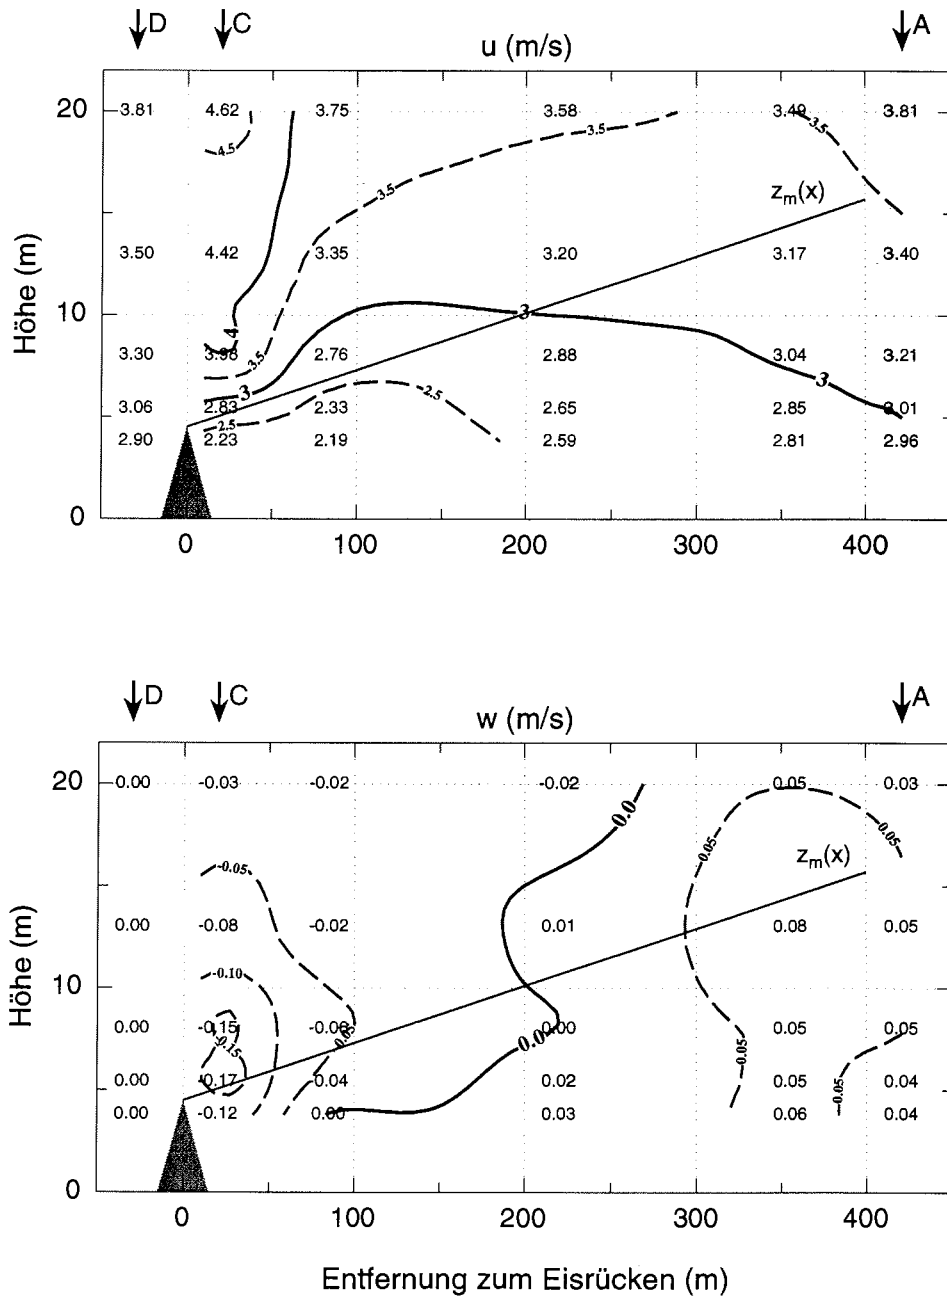 D C A
u (m/s)
20 3.81 4.62 3.75 3.58 3.49 3.81
4.5 3.5 3.5
3.5 z_m(x)
3.50 4.42 3.35 3.20 3.17 3.40
Höhe (m)
10 3
4
3.30 3.98 2.76 2.88 3.04 3.21
3.5
3 2.5 3
3.06 2.83 2.33 2.65 2.85 3.01
2.5
2.90 2.23 2.19 2.59 2.81 2.96
0
0 100 200 300 400
D C A
w (m/s)
20 -0.00 -0.03 -0.02 -0.02 0.05 0.03
0.0
0.05 0.05
-0.05 z_m(x)
0.00 -0.08 -0.02 0.01 0.08 0.05
Höhe (m)
-0.10
10
0.00 -0.15 -0.06 0.00 0.05 0.05
-0.15 -0.05 0.0 0.05
0.00 -0.17 -0.04 0.02 0.05 0.04
0.05
0.00 -0.12 0.00 0.03 0.06 0.04
0
0 100 200 300 400
Entfernung zum Eisrücken (m)